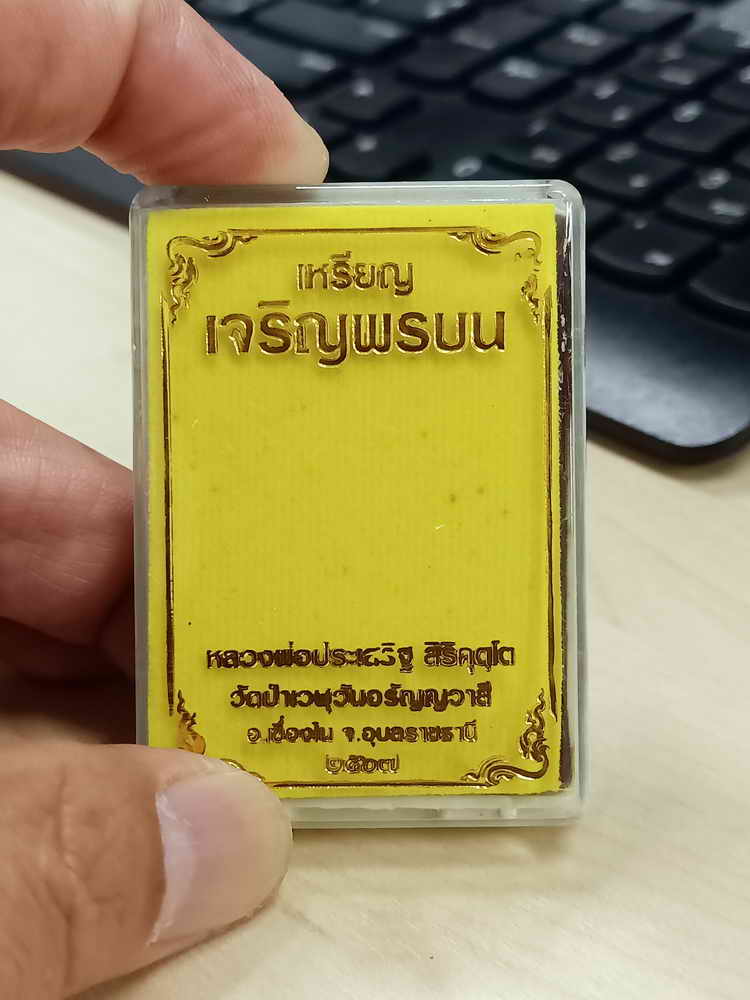 เหรียญ
เจริญพรบน
หลวงพ่อประเสริฐ สิริคุตฺโต
วัดป่าเวฬุวันอรัญญวาสี
อ.เขื่องใน จ.อุบลราชธานี
๒๕๖๗